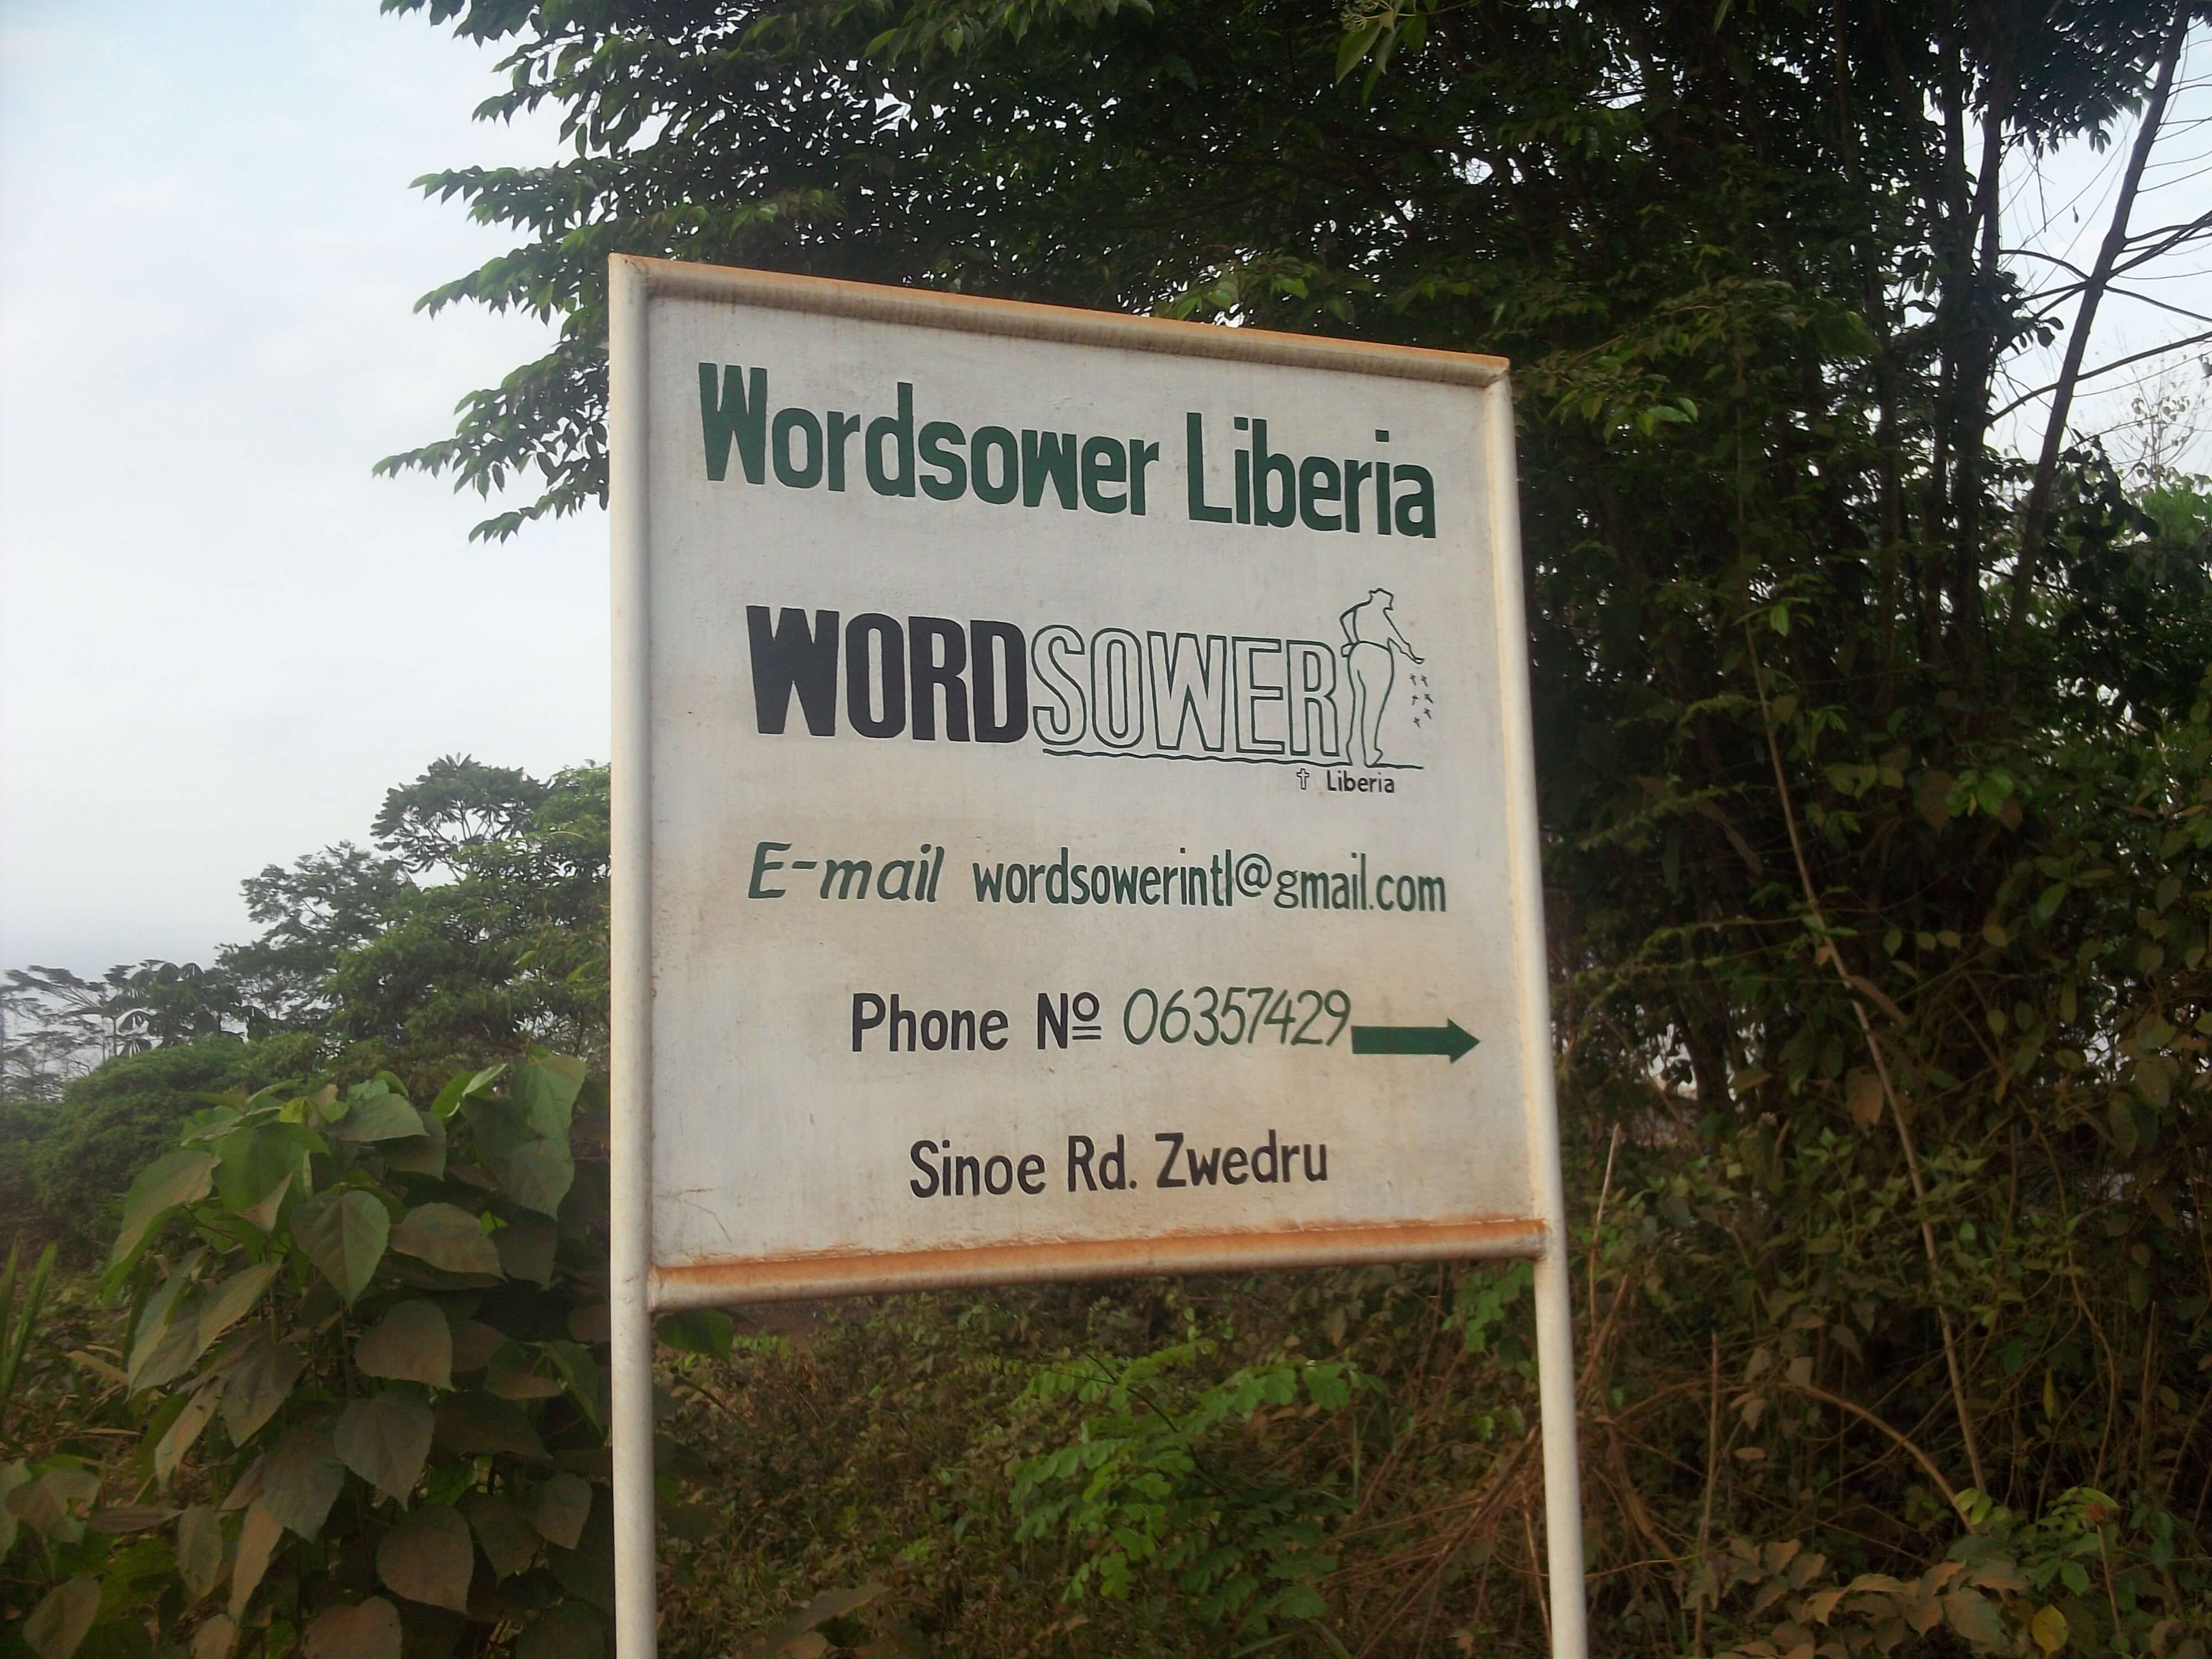 Wordsower Liberia
WORDSOWER
✝ Liberia
E-mail wordsowerintl@gmail.com
Phone Nº 06357429
Sinoe Rd. Zwedru